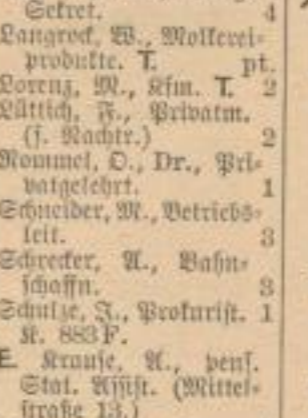 Sekret. 4
Langrock, W., Molkerei-
produkte. T. pt.
Lorenz, M., Kfm. T. 2
Lüttich, F., Privatm.
(s. Nachtr.) 2
Rommel, O., Dr., Pri-
vatgelehrt. 1
Schneider, M., Betriebs-
leit. 3
Schrecker, A., Bahn-
schaffn. 3
Schulze, J., Prokurist. 1
K. 883 F.
E Krause, A., pens.
Stat. Assist. (Mittel-
straße 13.)